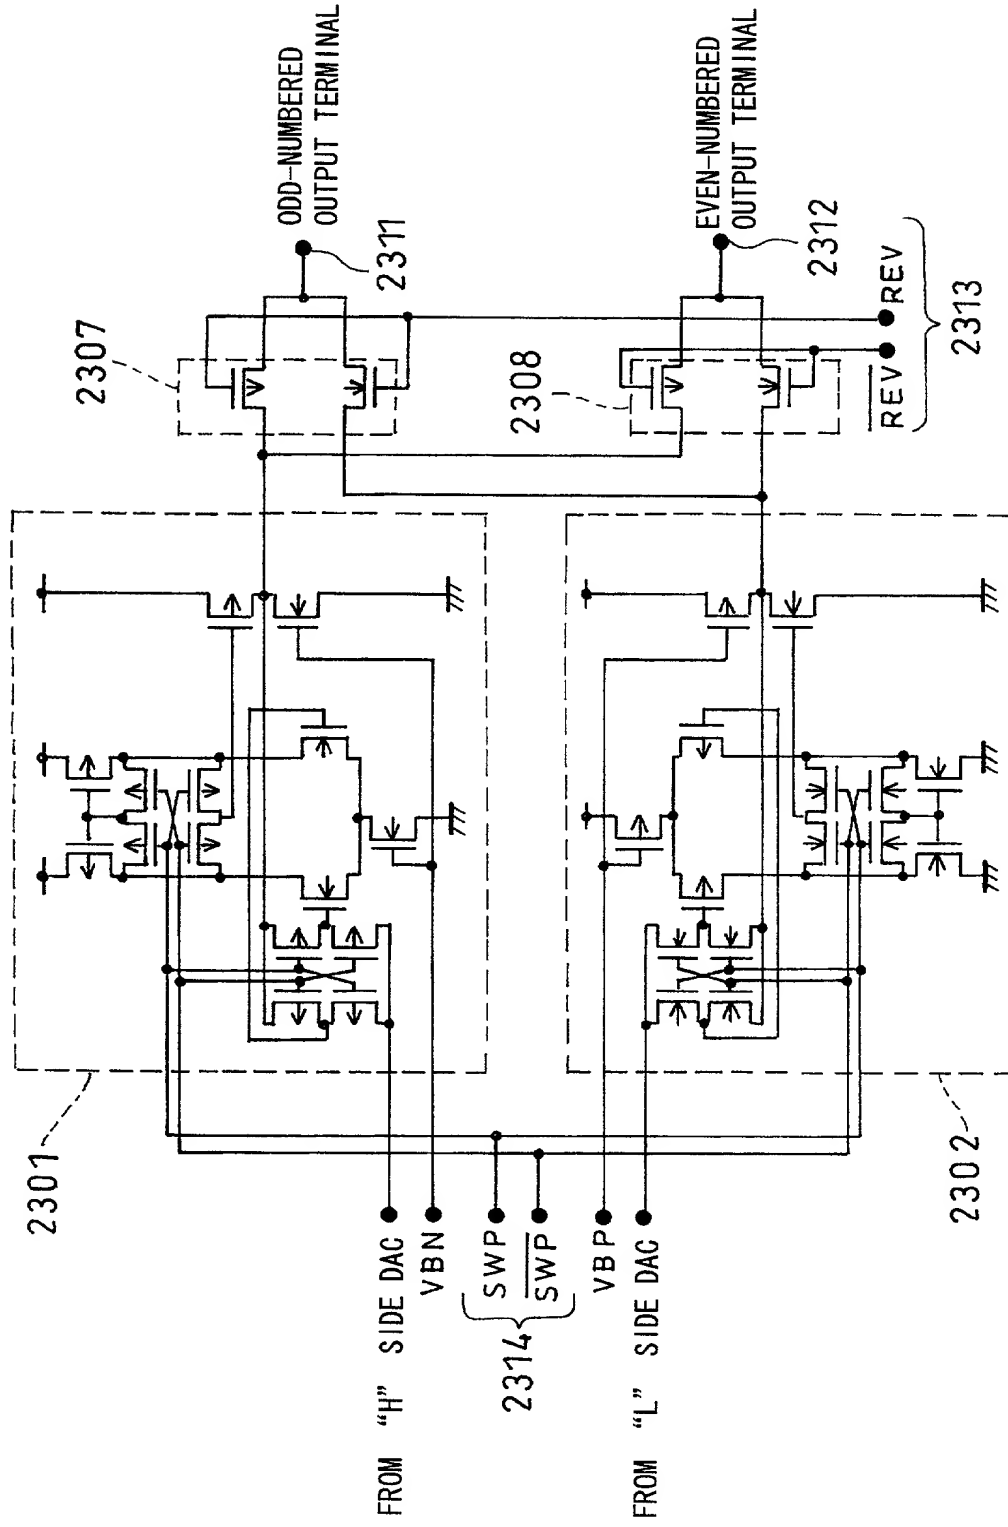 ODD-NUMBERED
OUTPUT TERMINAL
2311
2307
EVEN-NUMBERED
OUTPUT TERMINAL
2312
2308
REV
REV
2313
2301
2302
FROM "H" SIDE DAC
VBN
SWP
SWP
2314
VBP
FROM "L" SIDE DAC